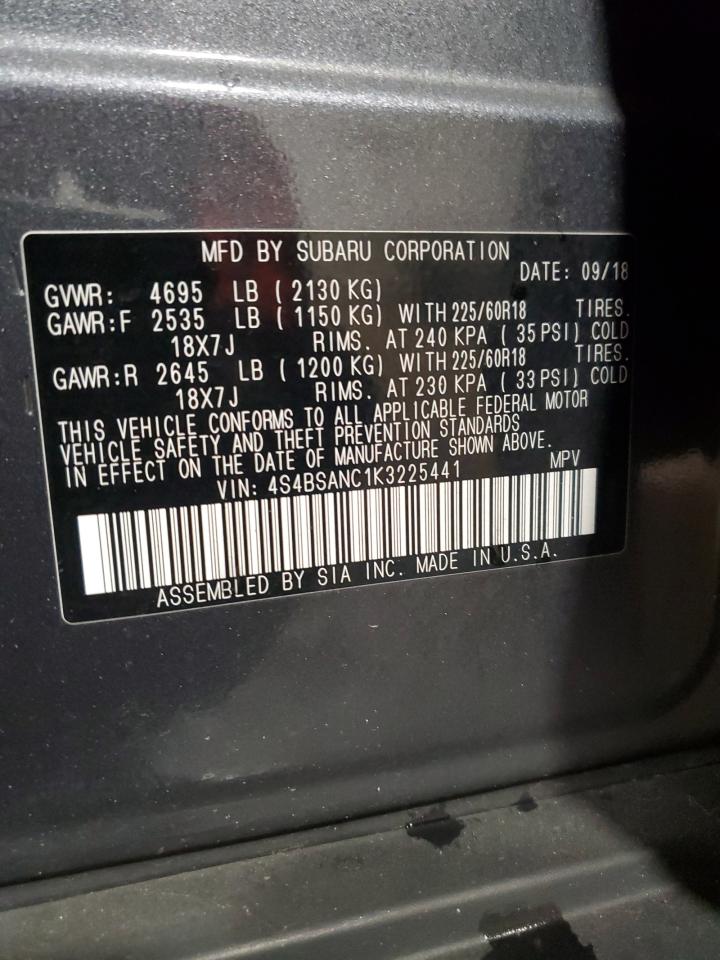 MFD BY SUBARU CORPORATION
DATE: 09/18
GVWR: 4695 LB ( 2130 KG)
GAWR:F 2535 LB ( 1150 KG) WITH 225/60R18 TIRES.
18X7J RIMS. AT 240 KPA ( 35 PSI) COLD
GAWR:R 2645 LB ( 1200 KG) WITH 225/60R18 TIRES.
18X7J RIMS. AT 230 KPA ( 33 PSI) COLD
THIS VEHICLE CONFORMS TO ALL APPLICABLE FEDERAL MOTOR
VEHICLE SAFETY AND THEFT PREVENTION STANDARDS
IN EFFECT ON THE DATE OF MANUFACTURE SHOWN ABOVE.
VIN: 4S4BSANC1K3225441 MPV
ASSEMBLED BY SIA INC. MADE IN U.S.A.